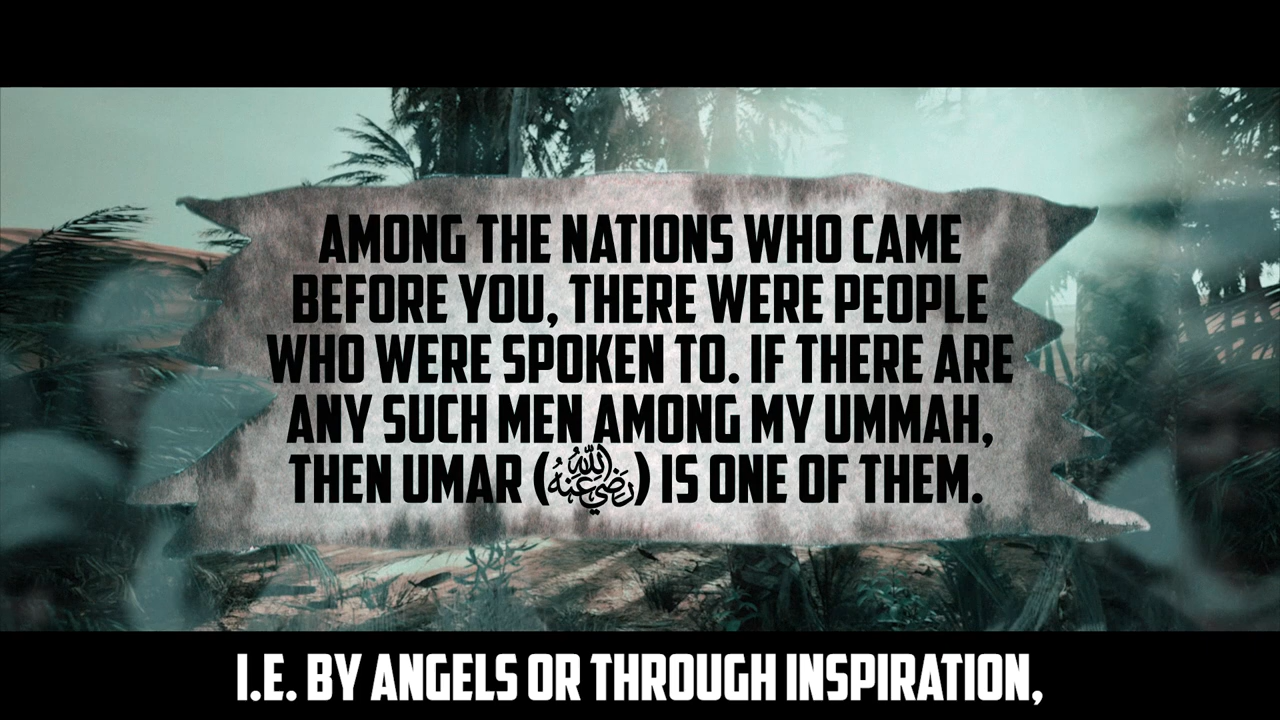 AMONG THE NATIONS WHO CAME
BEFORE YOU, THERE WERE PEOPLE
WHO WERE SPOKEN TO. IF THERE ARE
ANY SUCH MEN AMONG MY UMMAH,
THEN UMAR (رَضِيَ اللهُ عَنْهُ) IS ONE OF THEM.
I.E. BY ANGELS OR THROUGH INSPIRATION,